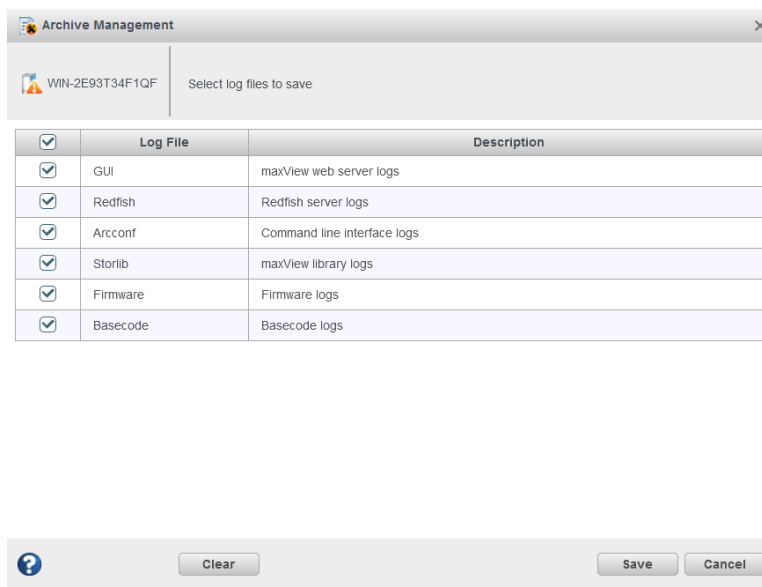 Archive Management
WIN-2E93T34F1QF
Select log files to save
Log File Description
GUI maxView web server logs
Redfish Redfish server logs
Arcconf Command line interface logs
Storlib maxView library logs
Firmware Firmware logs
Basecode Basecode logs
Clear Save Cancel